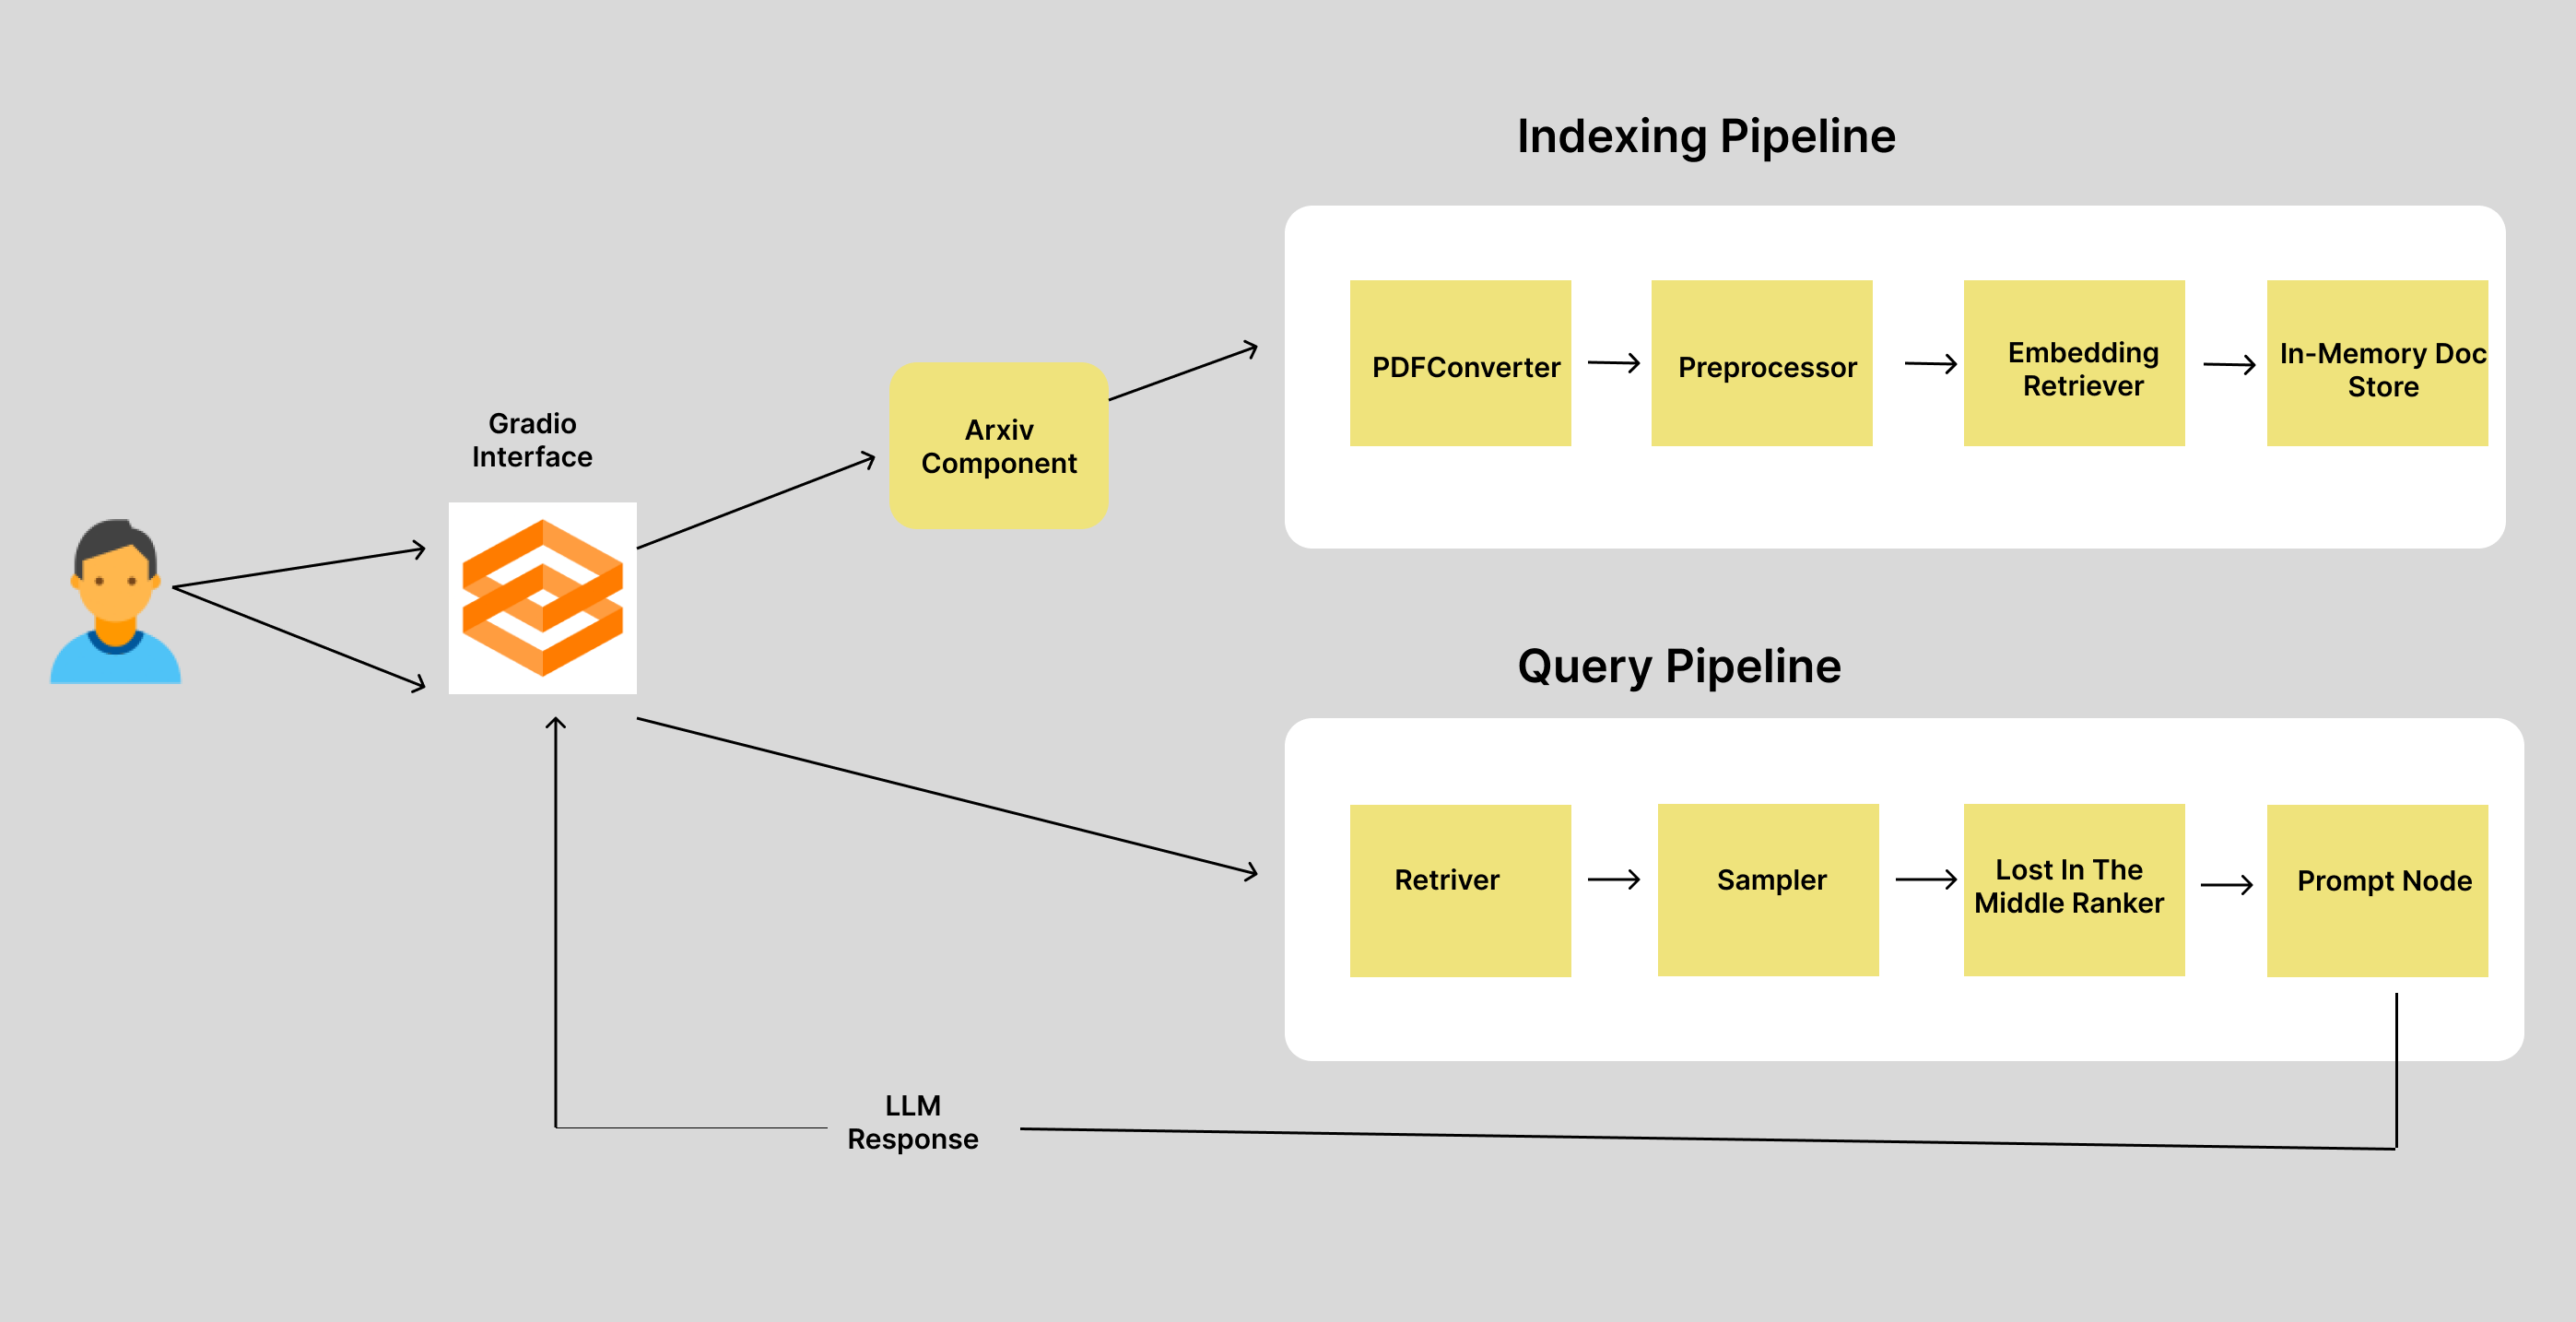 Indexing Pipeline
PDFConverter
Preprocessor
Embedding
Retriever
In-Memory Doc
Store
Gradio
Interface
Arxiv
Component
Query Pipeline
Retriver
Sampler
Lost In The
Middle Ranker
Prompt Node
LLM
Response